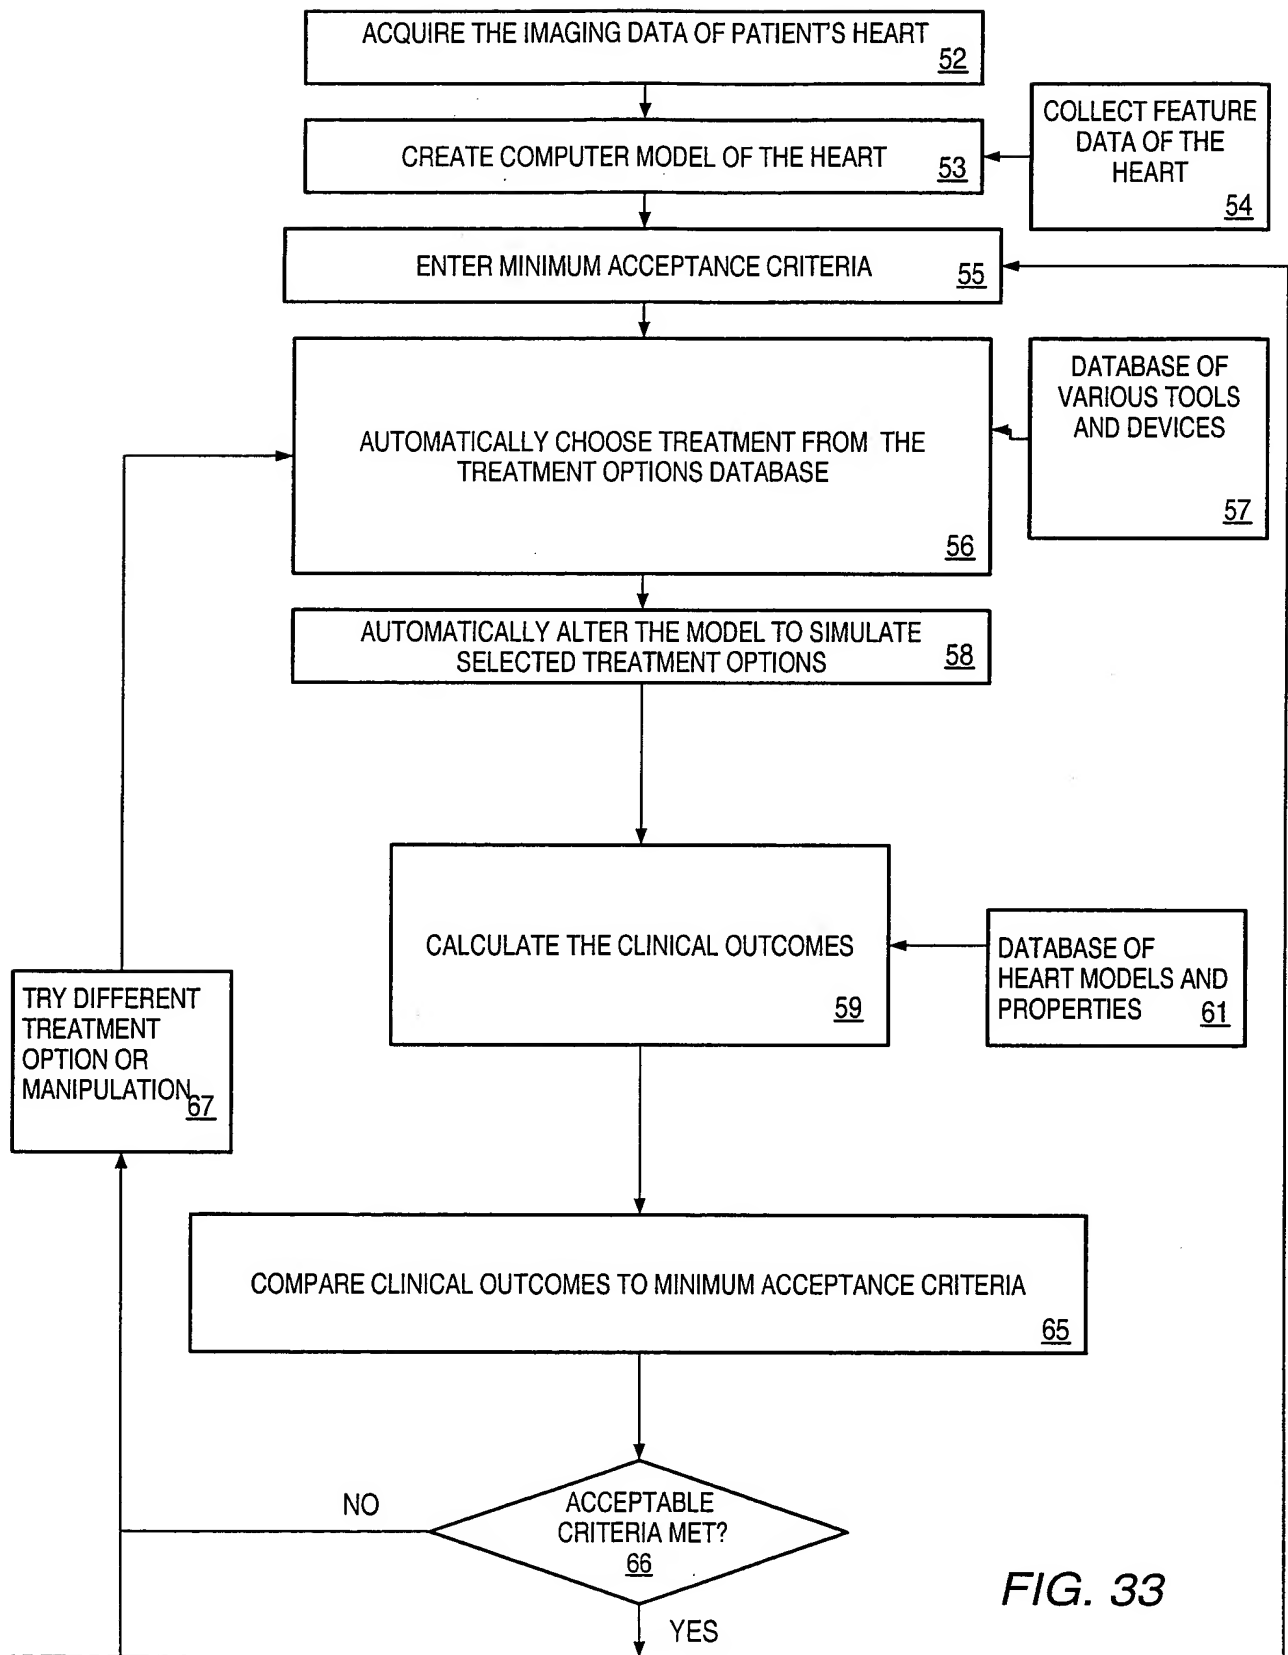 ACQUIRE THE IMAGING DATA OF PATIENT'S HEART
52
COLLECT FEATURE
DATA OF THE
HEART
54
CREATE COMPUTER MODEL OF THE HEART
53
ENTER MINIMUM ACCEPTANCE CRITERIA
55
DATABASE OF
VARIOUS TOOLS
AND DEVICES
57
AUTOMATICALLY CHOOSE TREATMENT FROM THE
TREATMENT OPTIONS DATABASE
56
AUTOMATICALLY ALTER THE MODEL TO SIMULATE
SELECTED TREATMENT OPTIONS
58
CALCULATE THE CLINICAL OUTCOMES
59
DATABASE OF
HEART MODELS AND
PROPERTIES 61
TRY DIFFERENT
TREATMENT
OPTION OR
MANIPULATION
67
COMPARE CLINICAL OUTCOMES TO MINIMUM ACCEPTANCE CRITERIA
65
NO
ACCEPTABLE
CRITERIA MET?
66
YES
FIG. 33